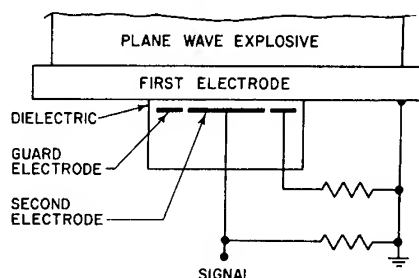 PLANE WAVE EXPLOSIVE
FIRST ELECTRODE
DIELECTRIC
GUARD
ELECTRODE
SECOND
ELECTRODE
SIGNAL